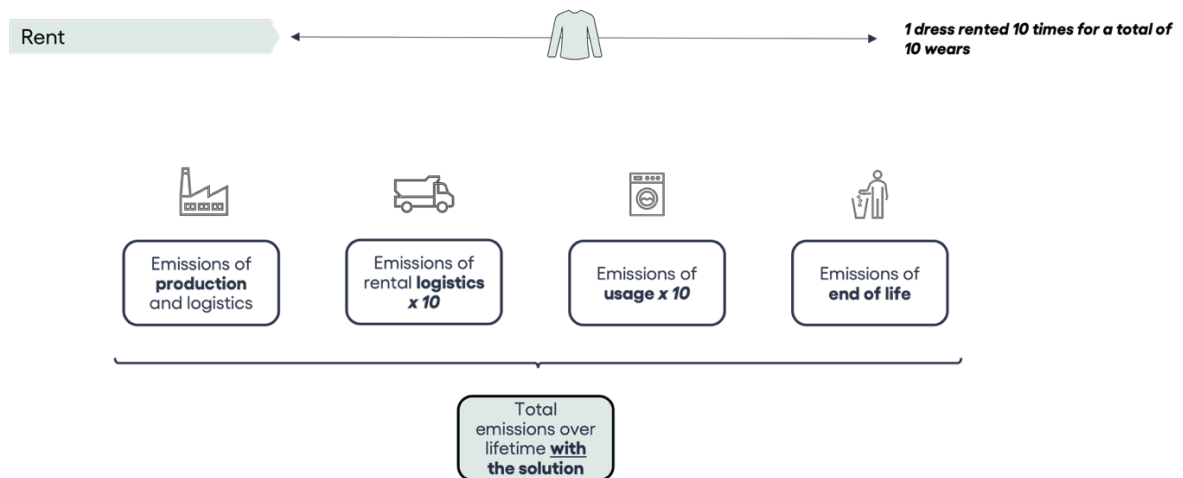 Rent
1 dress rented 10 times for a total of
10 wears
Emissions of
production
and logistics
Emissions of
rental logistics
x 10
Emissions of
usage x 10
Emissions of
end of life
Total
emissions over
lifetime with
the solution